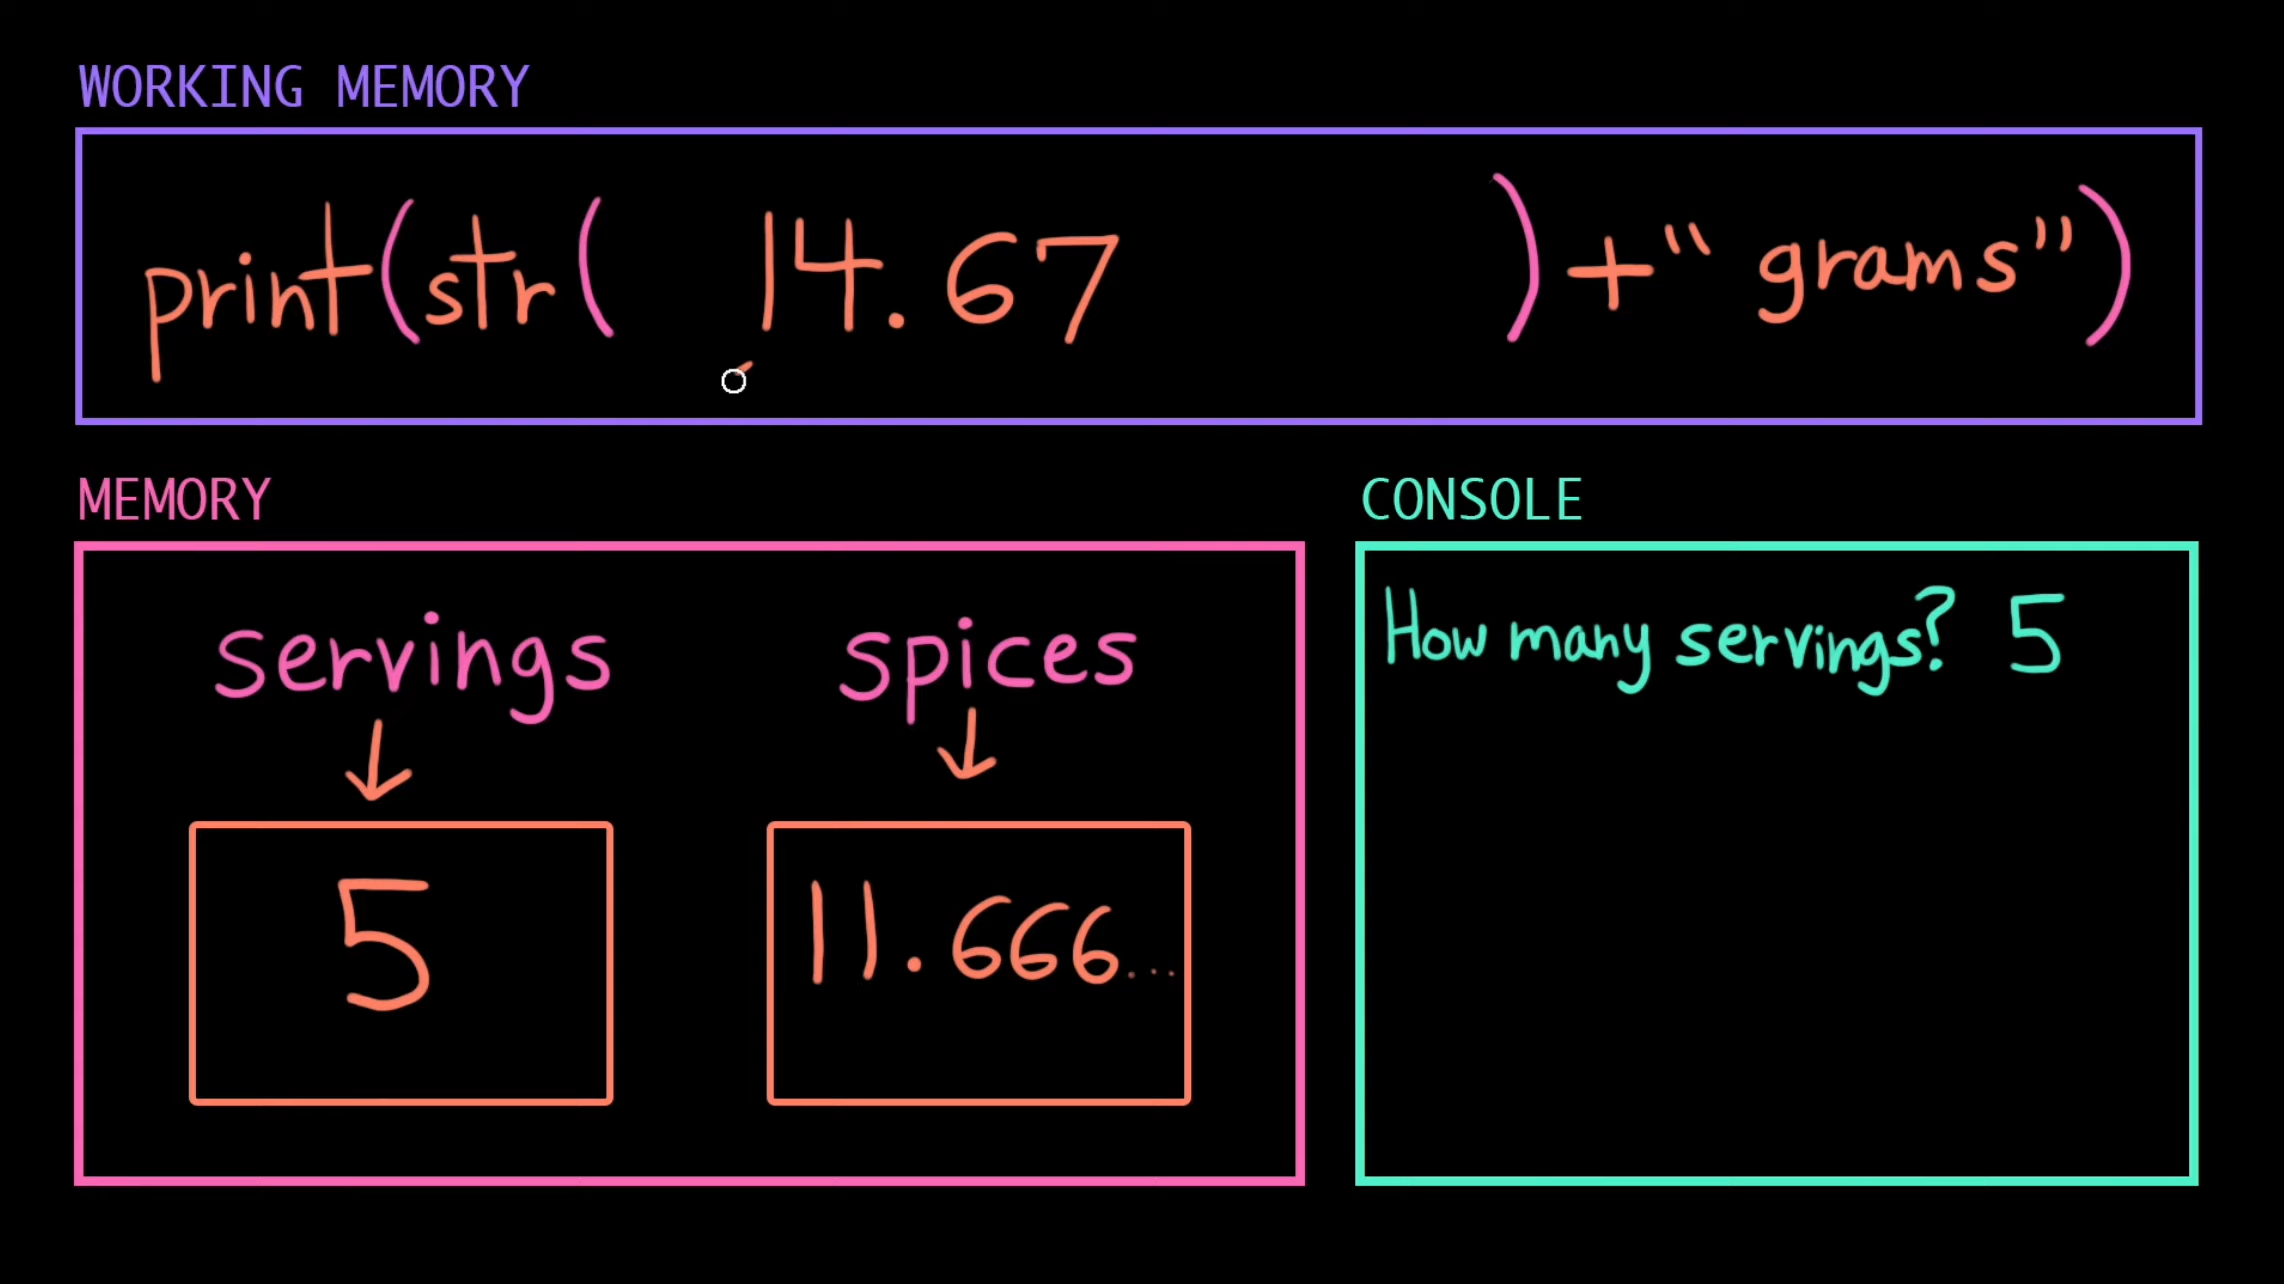 WORKING MEMORY
print(str( 14.67 ) + " grams")
MEMORY
servings spices
5 11.666...
CONSOLE
How many servings? 5